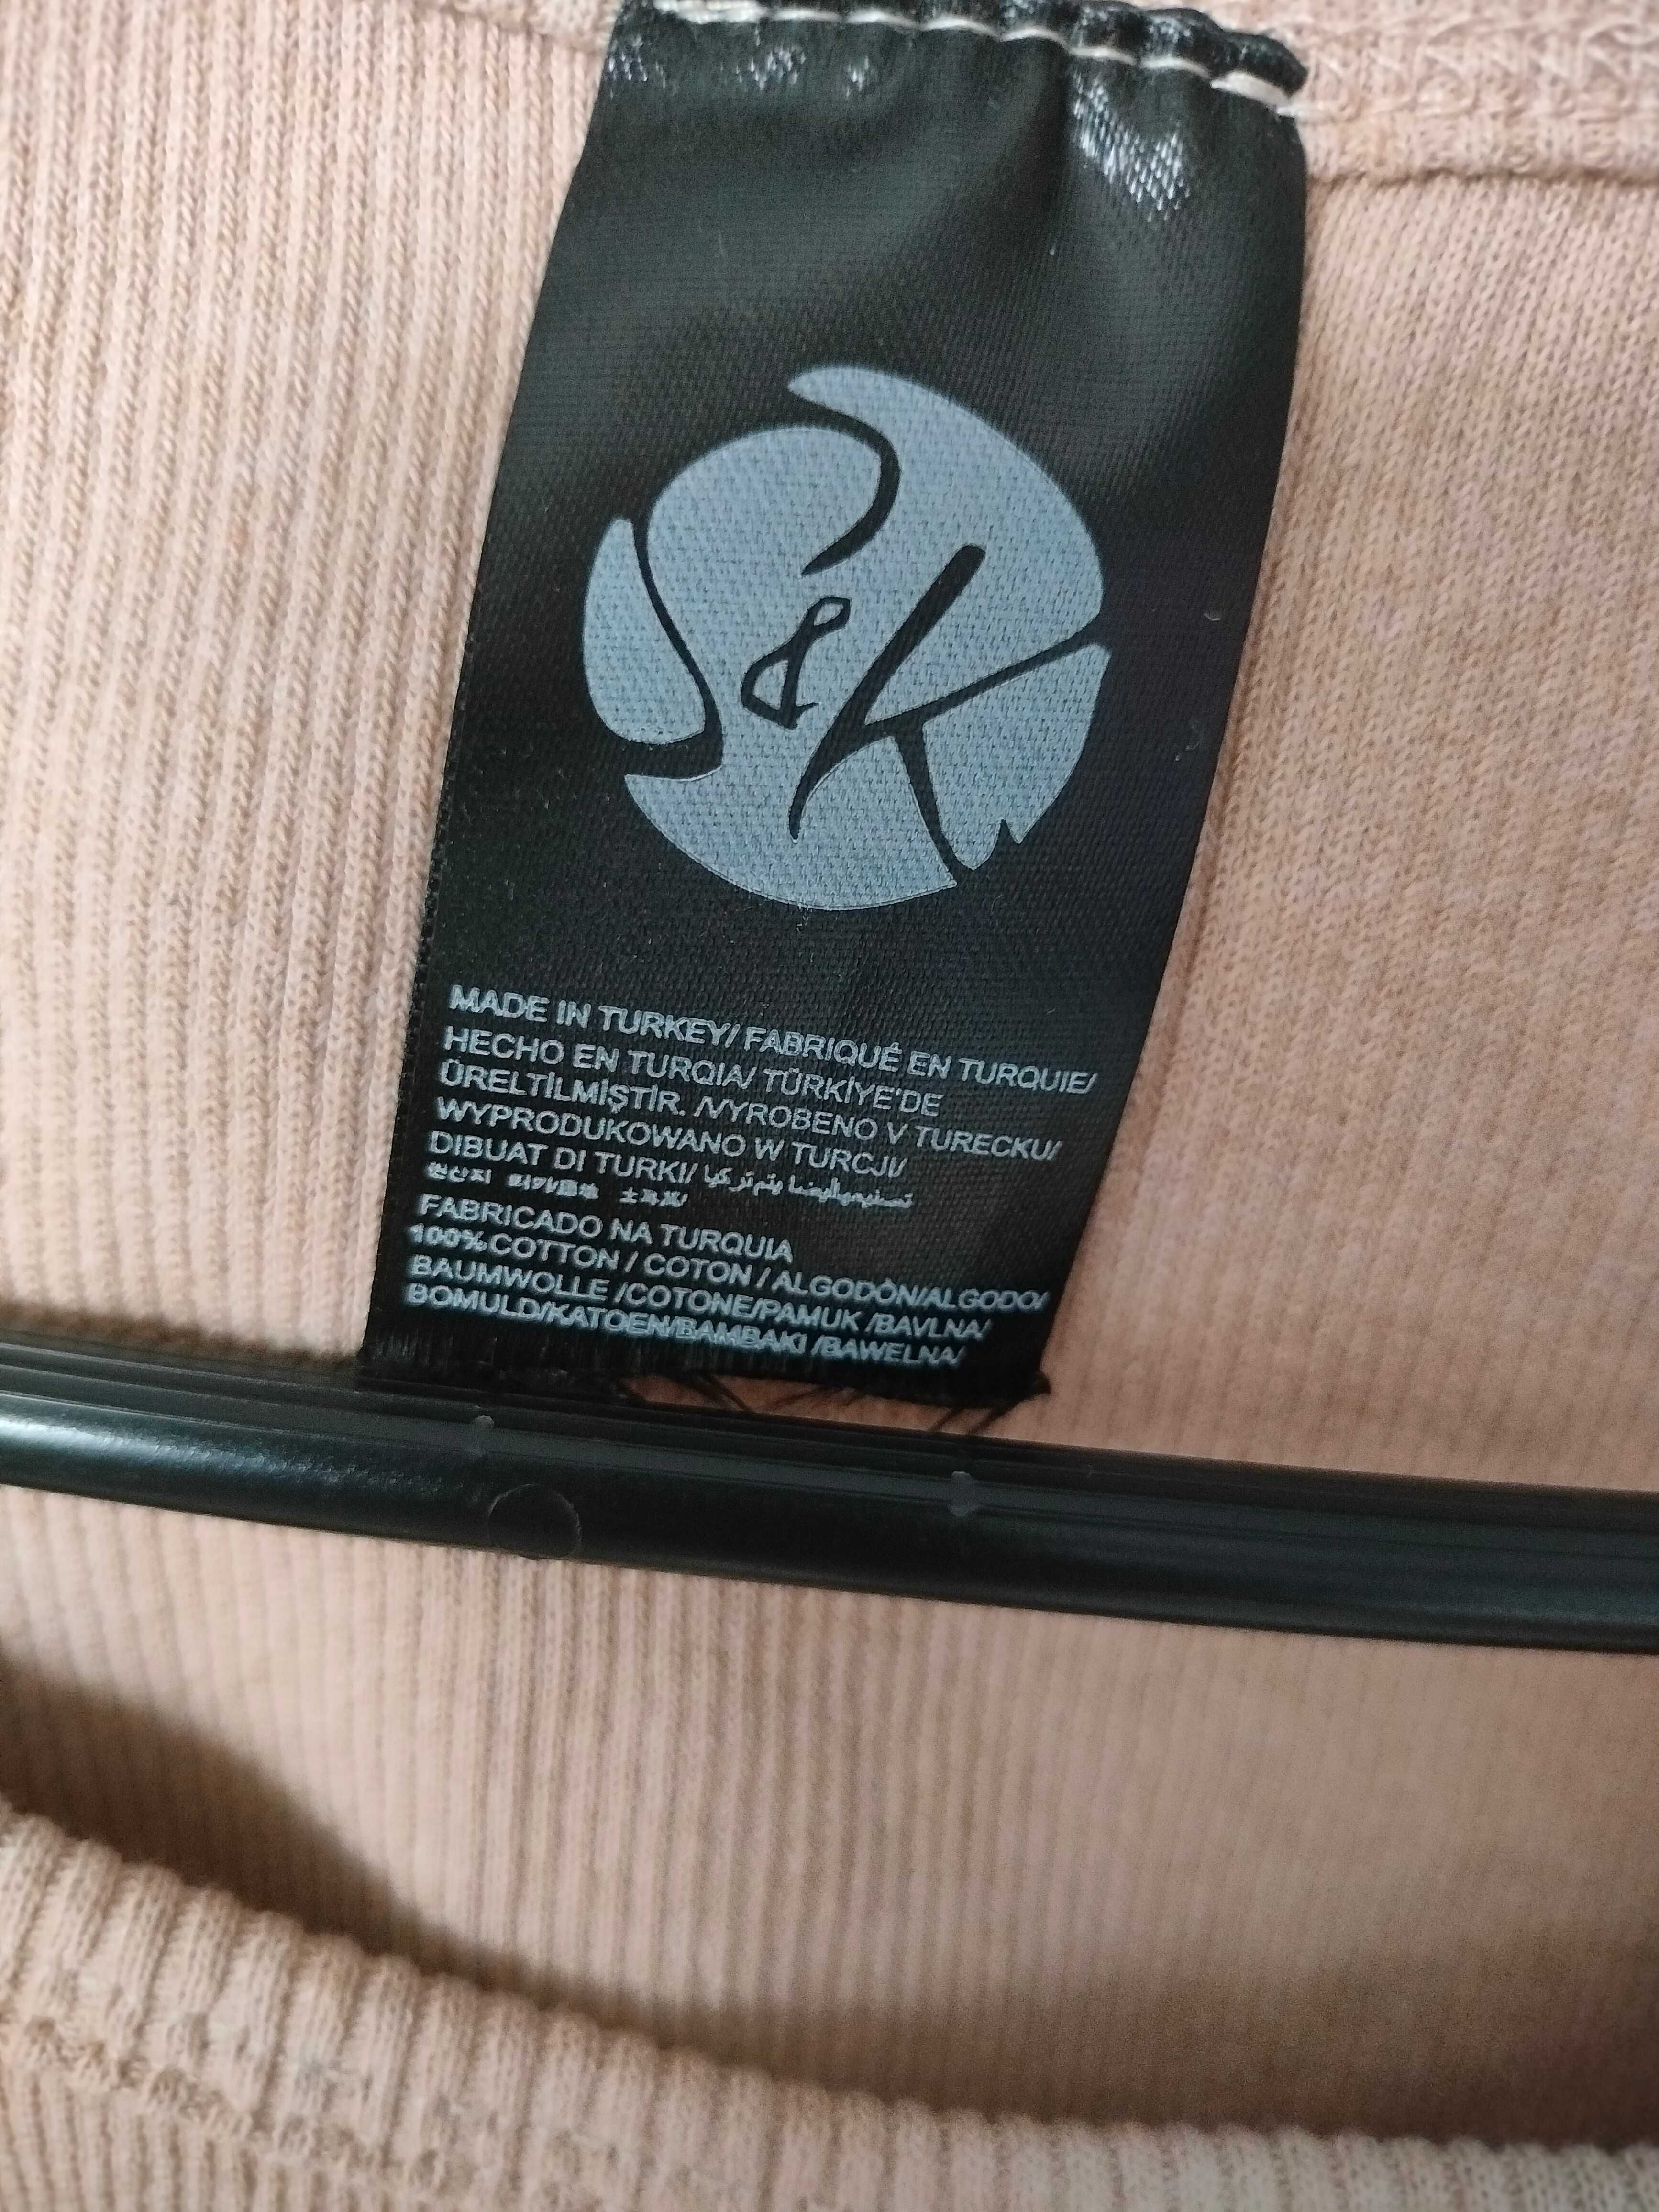 S&K
MADE IN TURKEY/ FABRIQUÉ EN TURQUIE/
HECHO EN TURQIA/ TÜRKİYE'DE
ÜRELTİLMİŞTİR. /VYROBENO V TURECKU/
WYPRODUKOWANO W TURCJI/
DIBUAT DI TURKI/
FABRICADO NA TURQUIA
100%COTTON / COTON / ALGODÒN/ALGODO/
BAUMWOLLE /COTONE/PAMUK /BAVLNA/
BOMULD/KATOEN/BAMBAKI /BAWELNA/